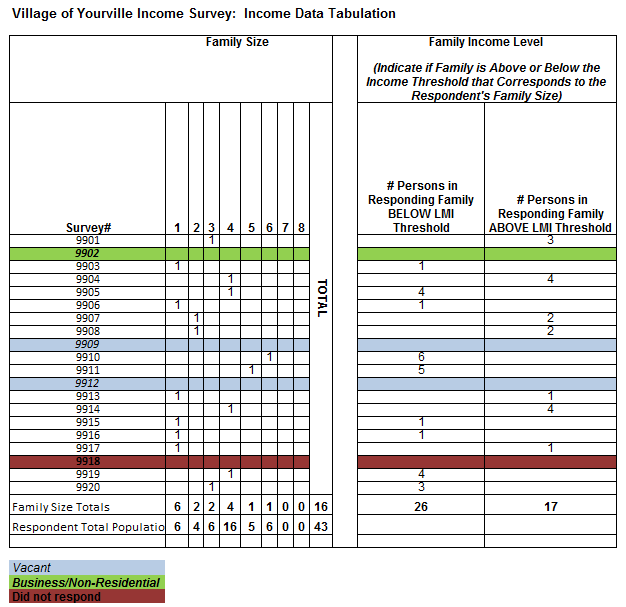 Village of Yourville Income Survey:  Income Data Tabulation
Family Size
Family Income Level
(Indicate if Family is Above or Below the
Income Threshold that Corresponds to the
Respondent's Family Size)
Survey# 1 2 3 4 5 6 7 8 TOTAL
# Persons in
Responding Family
BELOW LMI
Threshold
# Persons in
Responding Family
ABOVE LMI Threshold
9901 1 3
9902
9903 1 1
9904 1 4
9905 1 4
9906 1 1
9907 1 2
9908 1 2
9909
9910 1 6
9911 1 5
9912
9913 1 1
9914 1 4
9915 1 1
9916 1 1
9917 1 1
9918
9919 1 4
9920 1 3
Family Size Totals 6 2 2 4 1 1 0 0 16 26 17
Respondent Total Populatio 6 4 6 16 5 6 0 0 43
Vacant
Business/Non-Residential
Did not respond